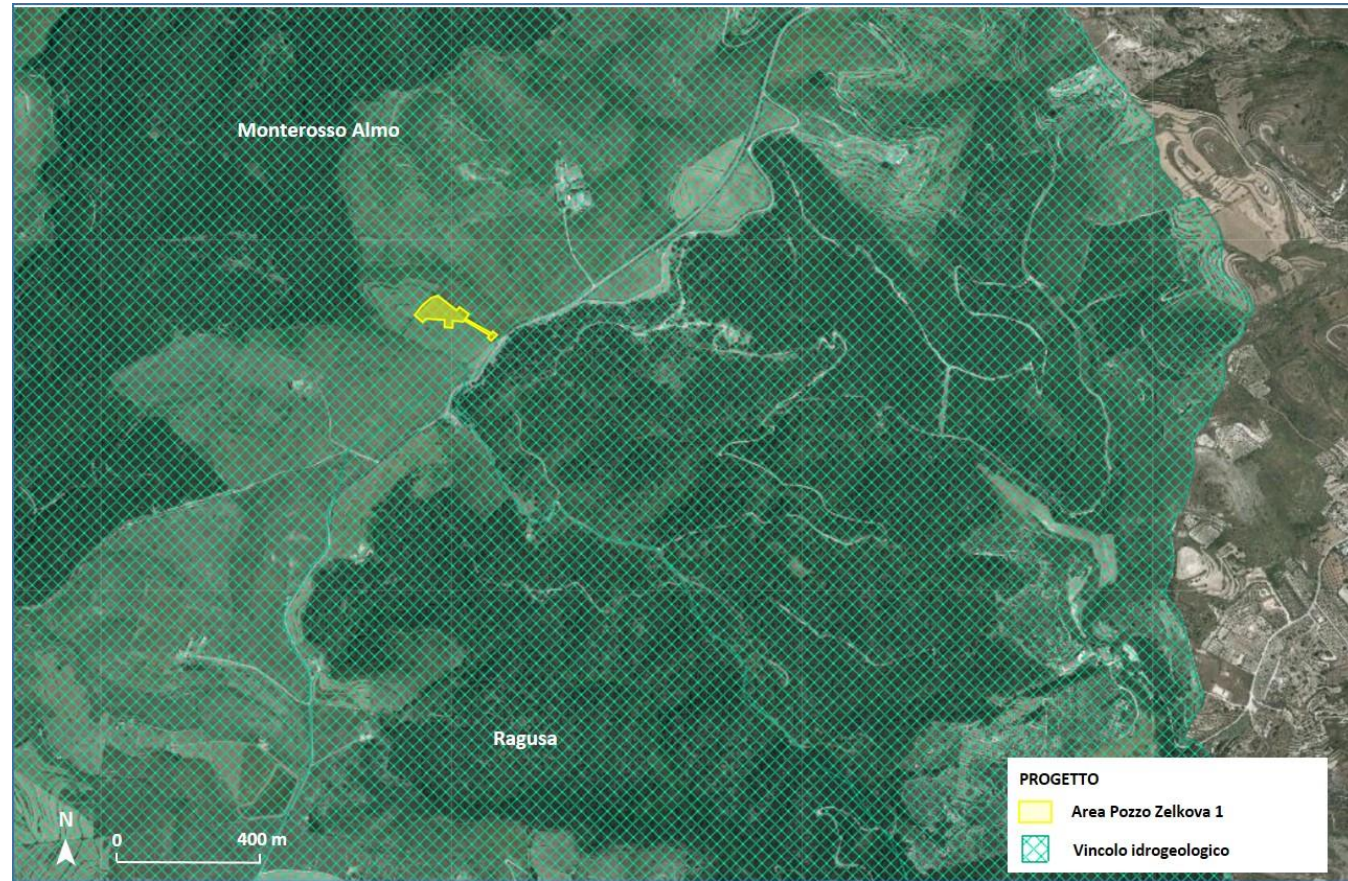 Monterosso Almo
Ragusa
N
0 400 m
PROGETTO
Area Pozzo Zelkova 1
Vincolo idrogeologico